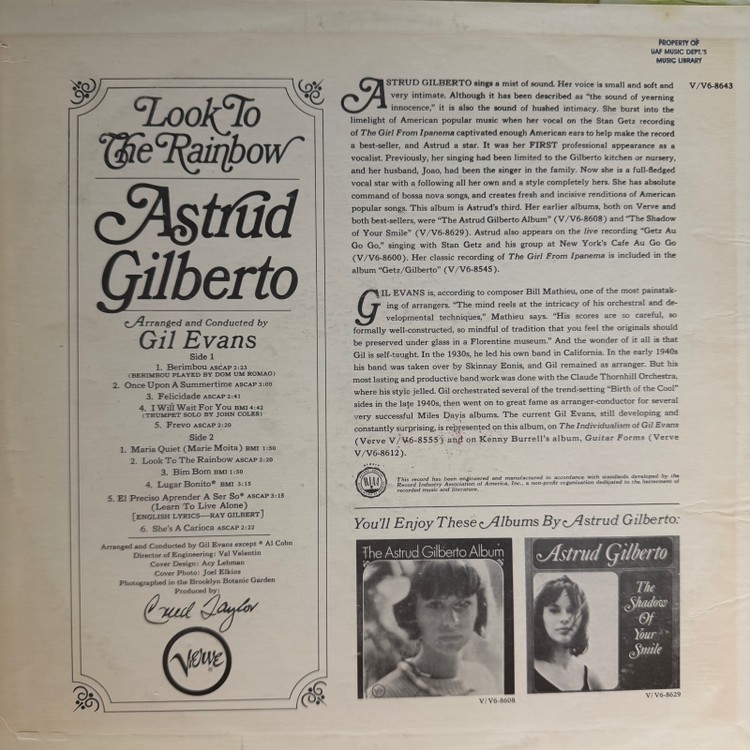 PROPERTY OF
UAF MUSIC DEPT.'S
MUSIC LIBRARY
V/V6-8643
Look To
The Rainbow
Astrud
Gilberto
Arranged and Conducted by
Gil Evans
Side 1
1. Berimbou ASCAP 2:23
(BERIMBOU PLAYED BY DOM UM ROMAO)
2. Once Upon A Summertime ASCAP 3:00
3. Felicidade ASCAP 2:41
4. I Will Wait For You BMI 4:42
(TRUMPET SOLO BY JOHN COLES)
5. Frevo ASCAP 2:20
Side 2
1. Maria Quiet (Marie Moita) BMI 1:50
2. Look To The Rainbow ASCAP 3:20
3. Bim Bom BMI 1:50
4. Lugar Bonito* BMI 3:15
5. El Preciso Aprender A Ser So* ASCAP 3:15
(Learn To Live Alone)
[ENGLISH LYRICS—RAY GILBERT]
6. She's A Carioca ASCAP 2:22
Arranged and Conducted by Gil Evans except * Al Cohn
Director of Engineering: Val Valentin
Cover Design: Acy Lehman
Cover Photo: Joel Elkins
Photographed in the Brooklyn Botanic Garden
Produced by:
Creed Taylor
Verve
ASTRUD GILBERTO sings a mist of sound. Her voice is small and soft and
very intimate. Although it has been described as "the sound of yearning
innocence," it is also the sound of hushed intimacy. She burst into the
limelight of American popular music when her vocal on the Stan Getz recording
of The Girl From Ipanema captivated enough American ears to help make the record
a best-seller, and Astrud a star. It was her FIRST professional appearance as a
vocalist. Previously, her singing had been limited to the Gilberto kitchen or nursery,
and her husband, Joao, had been the singer in the family. Now she is a full-fledged
vocal star with a following all her own and a style completely hers. She has absolute
command of bossa nova songs, and creates fresh and incisive renditions of American
popular songs. This album is Astrud's third. Her earlier albums, both on Verve and
both best-sellers, were "The Astrud Gilberto Album" (V/V6-8608) and "The Shadow
of Your Smile" (V/V6-8629). Astrud also appears on the live recording "Getz Au
Go Go," singing with Stan Getz and his group at New York's Cafe Au Go Go
(V/V6-8600). Her classic recording of The Girl From Ipanema is included in the
album "Getz/Gilberto" (V/V6-8545).
GIL EVANS is, according to composer Bill Mathieu, one of the most painstak-
ing of arrangers. "The mind reels at the intricacy of his orchestral and de-
velopmental techniques," Mathieu says. "His scores are so careful, so
formally well-constructed, so mindful of tradition that you feel the originals should
be preserved under glass in a Florentine museum." And the wonder of it all is that
Gil is self-taught. In the 1930s, he led his own band in California. In the early 1940s
his band was taken over by Skinnay Ennis, and Gil remained as arranger. But his
most lasting and productive band work was done with the Claude Thornhill Orchestra,
where his style jelled. Gil orchestrated several of the trend-setting "Birth of the Cool"
sides in the late 1940s, then went on to great fame as arranger-conductor for several
very successful Miles Davis albums. The current Gil Evans, still developing and
constantly surprising, is represented on this album, on The Individualism of Gil Evans
(Verve V/V6-8555) and on Kenny Burrell's album, Guitar Forms (Verve
V/V6-8612).
This record has been engineered and manufactured in accordance with standards developed by the
Record Industry Association of America, Inc., a non-profit organization dedicated to the betterment of
recorded music and literature.
You'll Enjoy These Albums By Astrud Gilberto:
The Astrud Gilberto Album
V/V6-8608
Astrud Gilberto
The
Shadow
Of
Your
Smile
V/V6-8629